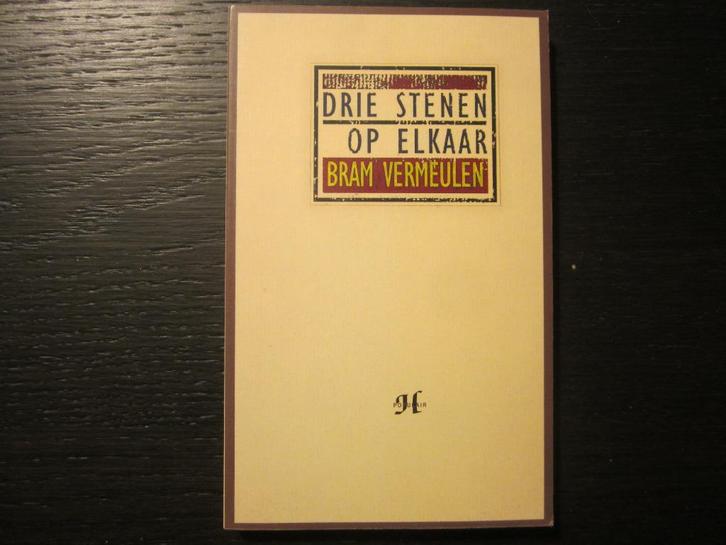 DRIE STENEN
OP ELKAAR
BRAM VERMEULEN
H